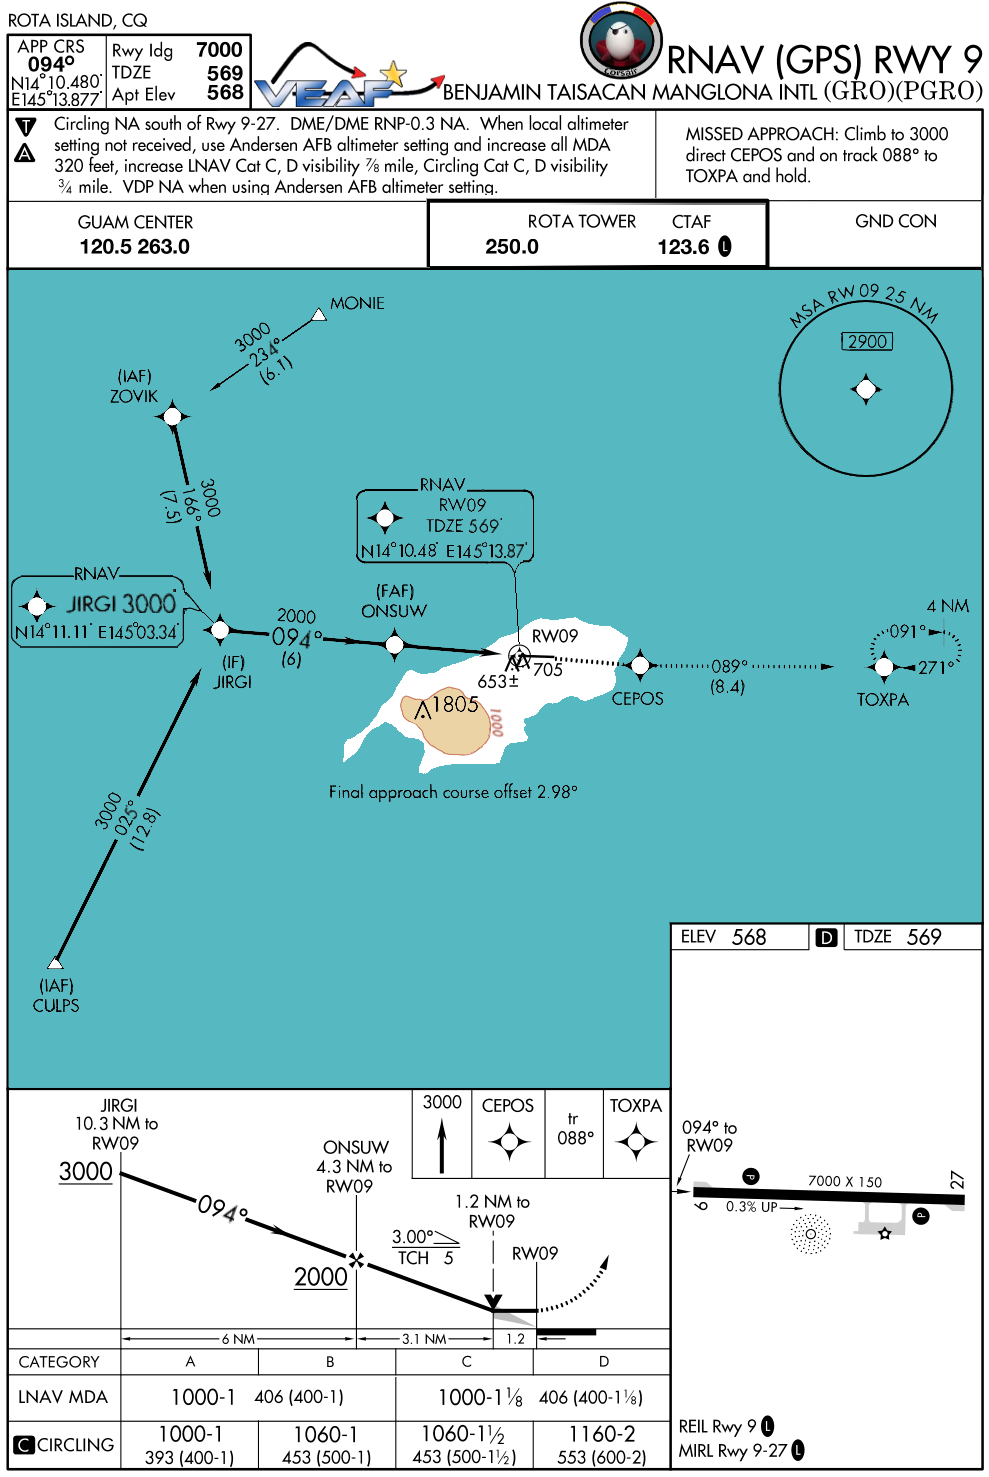 ROTA ISLAND, CQ
APP CRS
094°
N14°10.480'
E145°13.877'
Rwy Idg 7000
TDZE 569
Apt Elev 568
VEAF
Corsair
RNAV (GPS) RWY 9
BENJAMIN TAISACAN MANGLONA INTL (GRO)(PGRO)
T
A
Circling NA south of Rwy 9-27. DME/DME RNP-0.3 NA. When local altimeter
setting not received, use Andersen AFB altimeter setting and increase all MDA
320 feet, increase LNAV Cat C, D visibility ⅞ mile, Circling Cat C, D visibility
¾ mile. VDP NA when using Andersen AFB altimeter setting.
MISSED APPROACH: Climb to 3000
direct CEPOS and on track 088° to
TOXPA and hold.
GUAM CENTER
120.5 263.0
ROTA TOWER CTAF
250.0 123.6 L
GND CON
MONIE
3000
234°
(6.1)
MSA RW 09 25 NM
2900
(IAF)
ZOVIK
3000
166°
(7.5)
RNAV
RW09
TDZE 569'
N14°10.48' E145°13.87'
RNAV
JIRGI 3000'
N14°11.11' E145°03.34'
(IF)
JIRGI
2000
094°
(6)
(FAF)
ONSUW
RW09
705
653±
1805
1000
CEPOS
089°
(8.4)
4 NM
091°
271°
TOXPA
Final approach course offset 2.98°
3000
025°
(12.8)
(IAF)
CULPS
ELEV 568
D
TDZE 569
094° to
RW09
7000 X 150
P
9
27
0.3% UP
P
REIL Rwy 9 L
MIRL Rwy 9-27 L
JIRGI
10.3 NM to
RW09
3000
094°
ONSUW
4.3 NM to
RW09
2000
3.00°
TCH 5
1.2 NM to
RW09
RW09
3000
CEPOS
tr
088°
TOXPA
6 NM
3.1 NM
1.2
CATEGORY A B C D
LNAV MDA 1000-1 406 (400-1) 1000-1⅛ 406 (400-1⅛)
C CIRCLING 1000-1 1060-1 1060-1½ 1160-2
393 (400-1) 453 (500-1) 453 (500-1½) 553 (600-2)